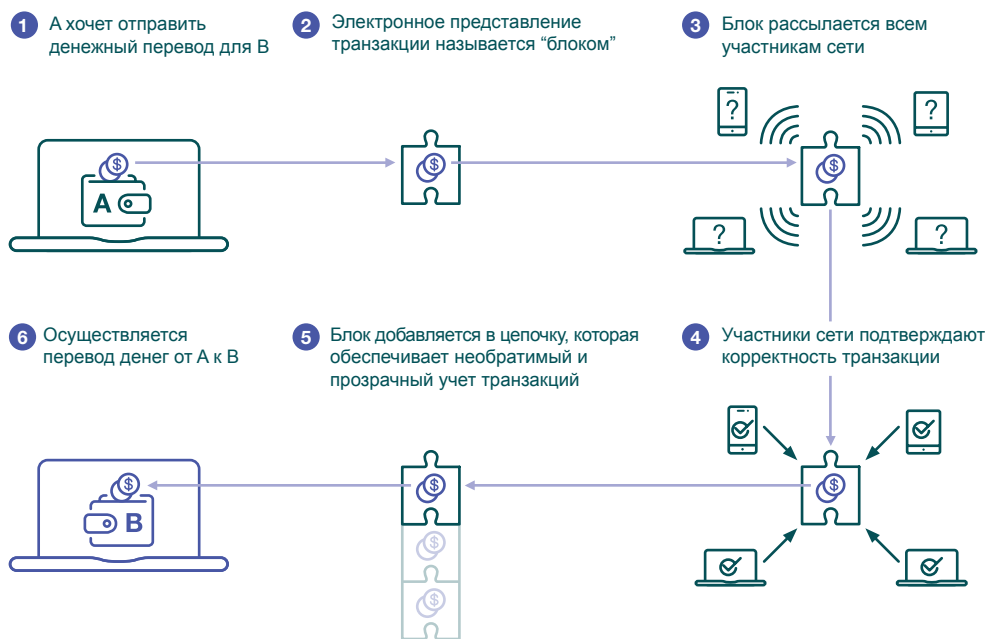 1 А хочет отправить
денежный перевод для B
2 Электронное представление
транзакции называется “блоком”
3 Блок рассылается всем
участникам сети
$
A
$
?
?
$
?
?
4 Участники сети подтверждают
корректность транзакции
$
5 Блок добавляется в цепочку, которая
обеспечивает необратимый и
прозрачный учет транзакций
$
$
$
6 Осуществляется
перевод денег от А к B
$
B